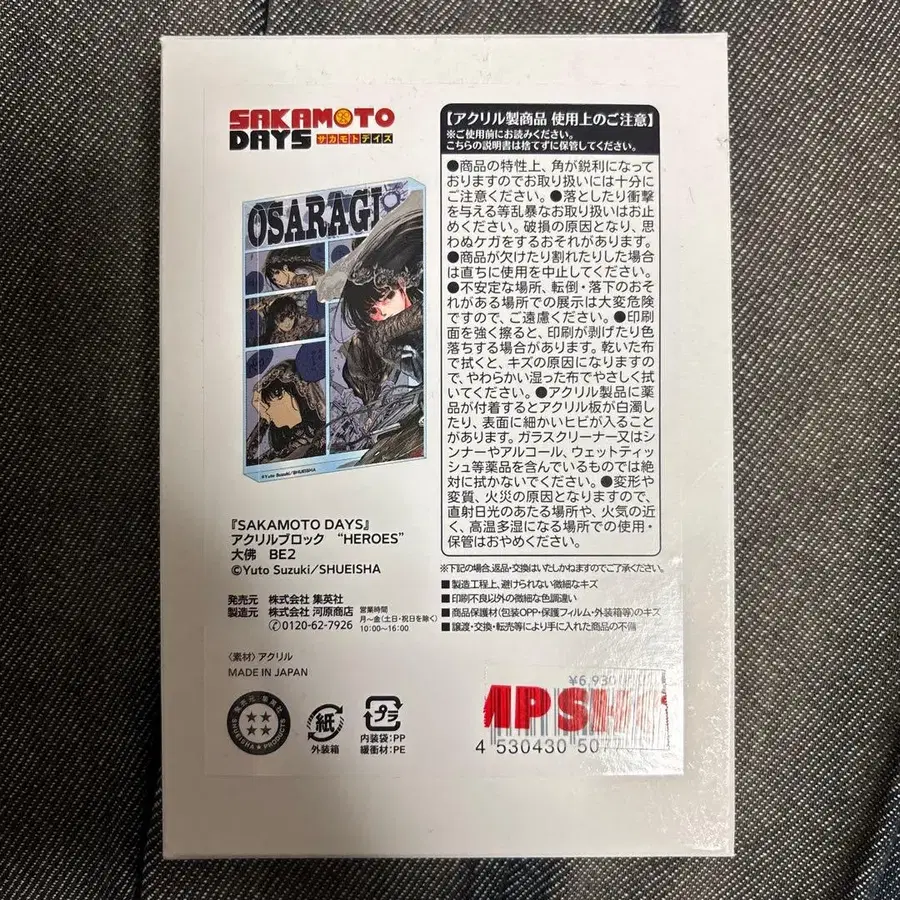 SAKAMOTO
DAYS サカモトデイズ
OSARAGI
©Yuto Suzuki/SHUEISHA
『SAKAMOTO DAYS』
アクリルブロック “HEROES”
大佛 BE2
©Yuto Suzuki/SHUEISHA
発売元 株式会社 集英社
製造元 株式会社 河原商店
0120-62-7926
営業時間
月~金(土日・祝日を除く)
10:00~16:00
〈素材〉アクリル
MADE IN JAPAN
発売元:集英社
SHUEISHA★PRODUCTS
紙
外装箱
プラ
内装袋:PP
緩衝材:PE
【アクリル製商品 使用上のご注意】
※ご使用前にお読みください。
こちらの説明書は捨てずに保管してください。
●商品の特性上、角が鋭利になって
おりますのでお取り扱いには十分に
ご注意ください。●落としたり衝撃
を与える等乱暴なお取り扱いはお止
めください。破損の原因となり、思
わぬケガをするおそれがあります。
●商品が欠けたり割れたりした場合
は直ちに使用を中止してください。
●不安定な場所、転倒・落下のおそ
れがある場所での展示は大変危険
ですので、ご遠慮ください。●印刷
面を強く擦ると、印刷が剥げたり色
落ちする場合があります。乾いた布
で拭くと、キズの原因になりますの
で、やわらかい湿った布でやさしく拭
いてください。●アクリル製品に薬
品が付着するとアクリル板が白濁し
たり、表面に細かいヒビが入ること
があります。ガラスクリーナー又はシ
ンナーやアルコール、ウェットティッ
シュ等薬品を含んでいるものでは絶
対に拭かないでください。●変形や
変質、火災の原因となりますので、
直射日光のあたる場所や、火気の近
く、高温多湿になる場所での使用・
保管はおやめください。
※下記の場合、返品・交換はいたしかねますのでご了承ください。
■製造工程上、避けられない微細なキズ
■印刷不良以外の微細な色調違い
■商品保護材(包装OPP・保護フィルム・外装箱等)のキズ
■譲渡・交換・転売等により手に入れた商品の不備
¥6,930
MP SH
4 530430 50